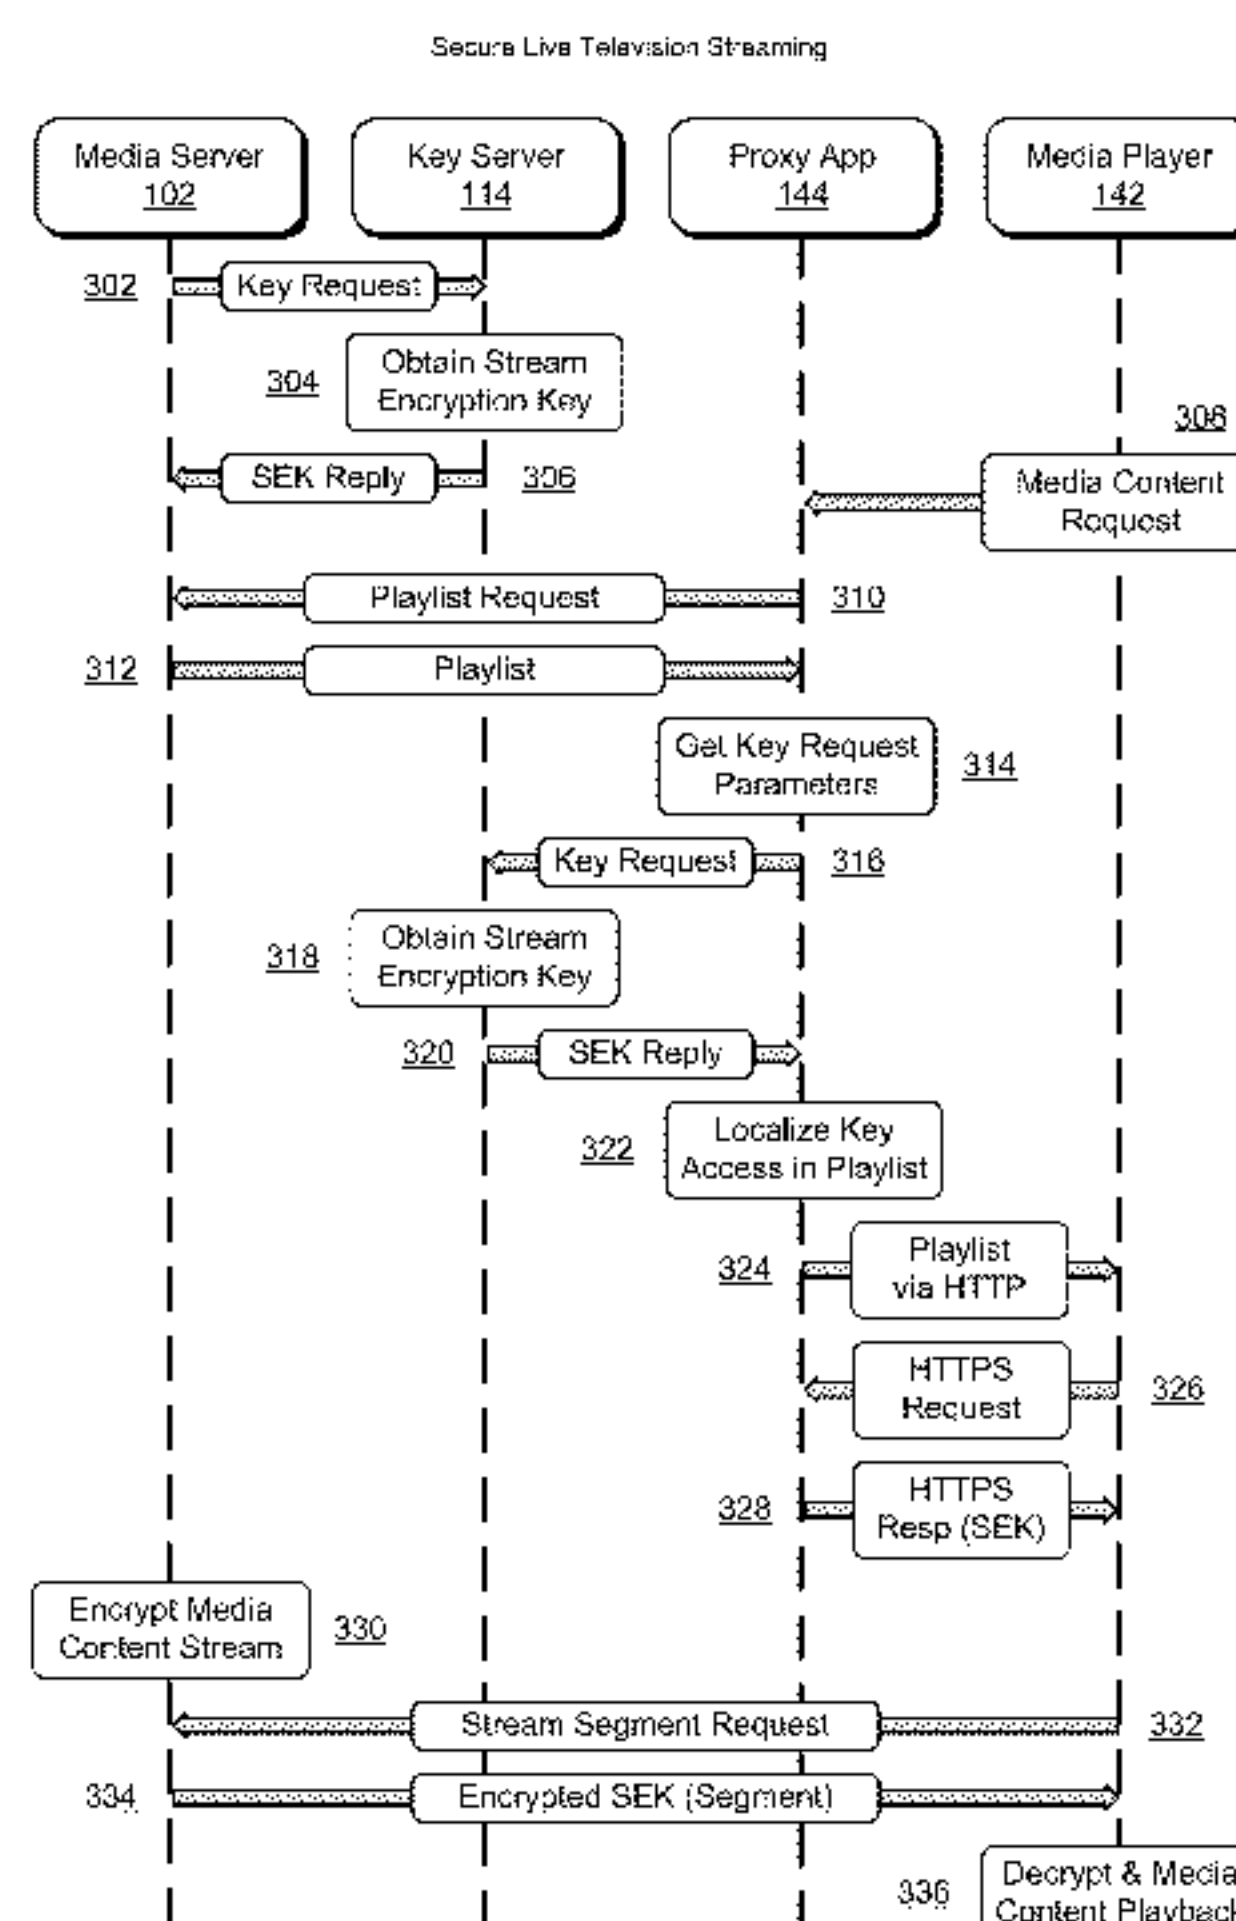 Secure Live Television Streaming
Media Server
102
Key Server
114
Proxy App
144
Media Player
142
302
Key Request
304
Obtain Stream
Encryption Key
308
SEK Reply
306
Media Content
Request
Playlist Request
310
312
Playlist
Get Key Request
Parameters
314
Key Request
316
318
Obtain Stream
Encryption Key
320
SEK Reply
322
Localize Key
Access in Playlist
324
Playlist
via HTTP
HTTPS
Request
326
328
HTTPS
Resp (SEK)
Encrypt Media
Content Stream
330
Stream Segment Request
332
334
Encrypted SEK (Segment)
336
Decrypt & Media
Content Playback